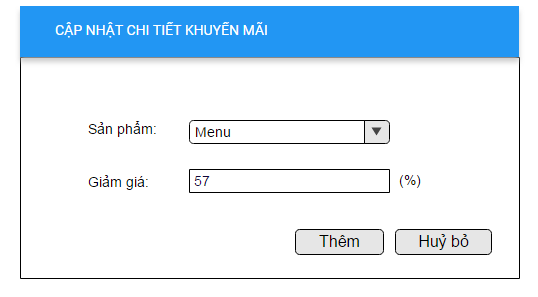 CẬP NHẬT CHI TIẾT KHUYẾN MÃI
Sản phẩm: Menu
Giảm giá: 57 (%)
Thêm Huỷ bỏ